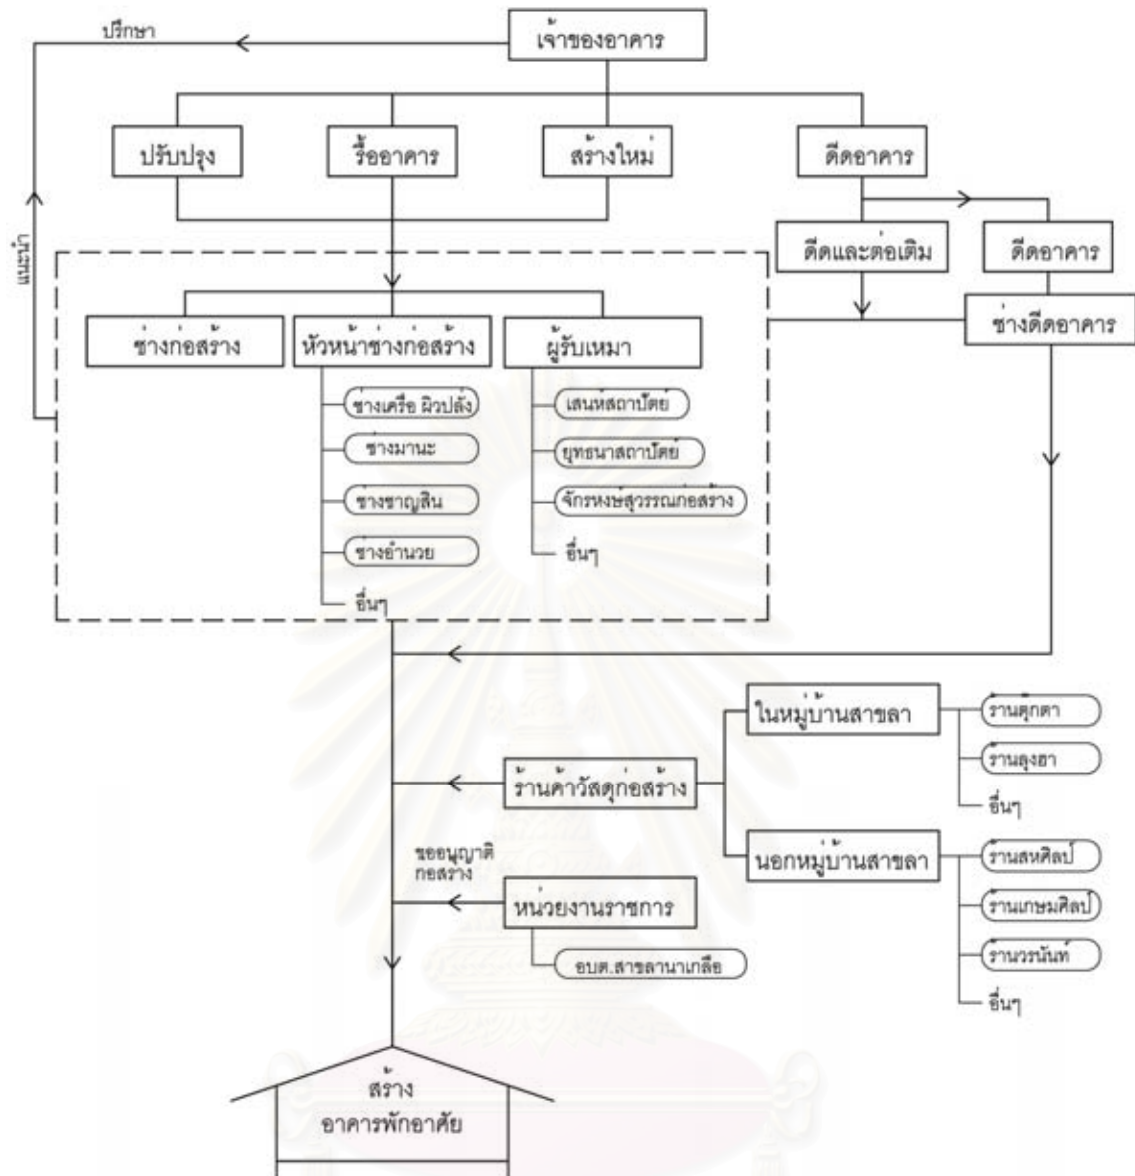 ปรึกษา
เจ้าของอาคาร
ปรับปรุง
รื้ออาคาร
สร้างใหม่
ดีดอาคาร
แนะนำ
ดีดและต่อเติม
ดีดอาคาร
ช่างดีดอาคาร
ช่างก่อสร้าง
หัวหน้าช่างก่อสร้าง
ผู้รับเหมา
ช่างเครือ ผิวปลั่ง
ช่างมานะ
ช่างชาญสิน
ช่างอำนวย
อื่นๆ
เสนห์สถาปัตย์
ยุทธนาสถาปัตย์
จักรหงษ์สุวรรณก่อสร้าง
อื่นๆ
ในหมู่บ้านสาขลา
ร้านตุ๊กตา
ร้านลุงฮา
อื่นๆ
ร้านค้าวัสดุก่อสร้าง
นอกหมู่บ้านสาขลา
ร้านสหศิลป์
ร้านเกษมศิลป์
ร้านวรนันท์
อื่นๆ
ขออนุญาติ
ก่อสร้าง
หน่วยงานราชการ
อบต.สาขลานาเกลือ
สร้าง
อาคารพักอาศัย